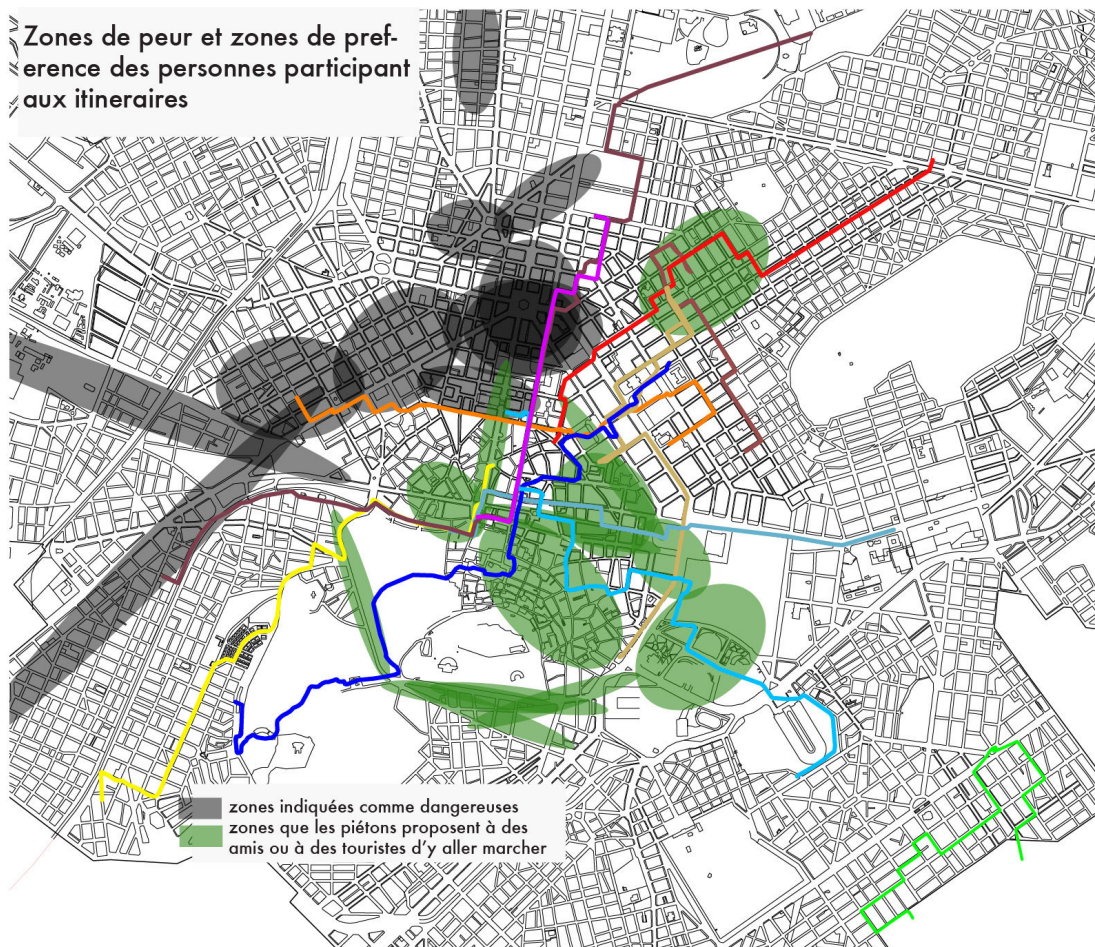 Zones de peur et zones de pref-
erence des personnes participant
aux itineraires
zones indiquées comme dangereuses
zones que les piétons proposent à des
amis ou à des touristes d'y aller marcher